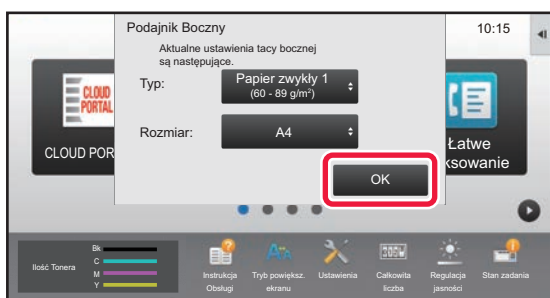 Podajnik Boczny
10:15
Aktualne ustawienia tacy bocznej
są następujące.
Typ:
Papier zwykły 1
(60 - 89 g/m²)
Rozmiar:
A4
OK
CLOUD
PORTAL
CLOUD POR
Łatwe
ksowanie
Ilość Tonera
Bk
C
M
Y
Instrukcja
Obsługi
Tryb powiększ.
ekranu
Ustawienia
Całkowita
liczba
Regulacja
jasności
Stan zadania